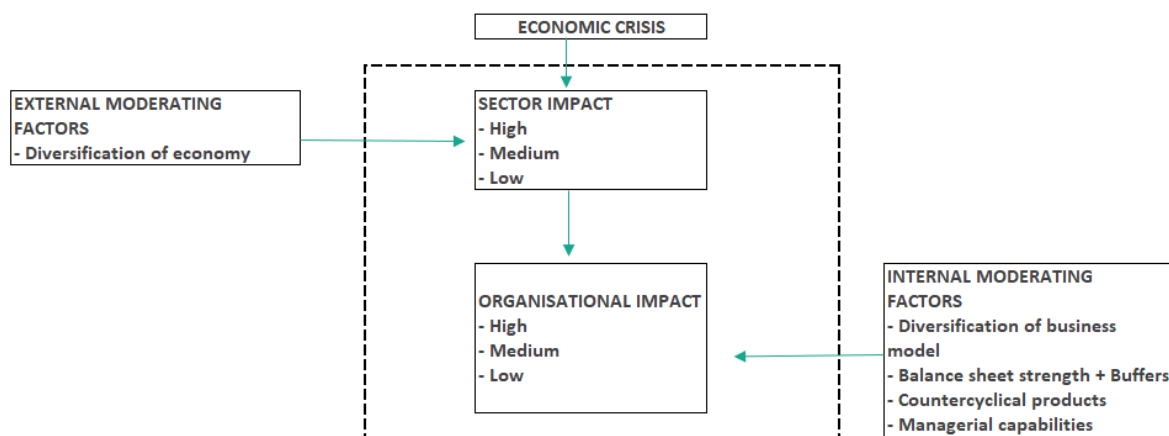 ECONOMIC CRISIS
EXTERNAL MODERATING
FACTORS
- Diversification of economy
SECTOR IMPACT
- High
- Medium
- Low
ORGANISATIONAL IMPACT
- High
- Medium
- Low
INTERNAL MODERATING
FACTORS
- Diversification of business
model
- Balance sheet strength + Buffers
- Countercyclical products
- Managerial capabilities